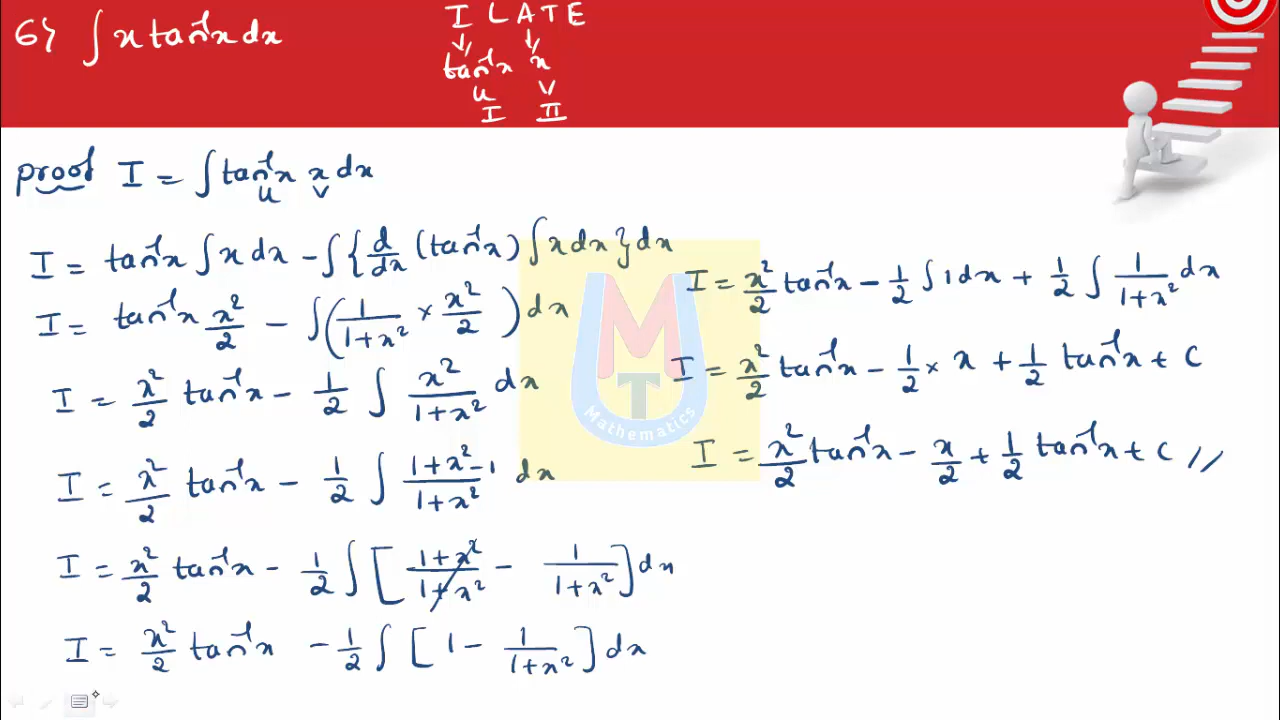 6} ∫ x tan⁻¹x dx
I L A T E
↓ ↓
tan⁻¹x x
u v
I II
proof I = ∫ tan⁻¹x x dx
u v
I = tan⁻¹x ∫ x dx - ∫ { d/dx (tan⁻¹x) ∫ x dx } dx
I = tan⁻¹x x²/2 - ∫ ( 1/(1+x²) × x²/2 ) dx
I = x²/2 tan⁻¹x - 1/2 ∫ x²/(1+x²) dx
I = x²/2 tan⁻¹x - 1/2 ∫ (1+x²-1)/(1+x²) dx
I = x²/2 tan⁻¹x - 1/2 ∫ [ (1+x²)/(1+x²) - 1/(1+x²) ] dx
I = x²/2 tan⁻¹x - 1/2 ∫ [ 1 - 1/(1+x²) ] dx
I = x²/2 tan⁻¹x - 1/2 ∫ 1 dx + 1/2 ∫ 1/(1+x²) dx
I = x²/2 tan⁻¹x - 1/2 × x + 1/2 tan⁻¹x + C
I = x²/2 tan⁻¹x - x/2 + 1/2 tan⁻¹x + C //
M
U
T
Mathematics